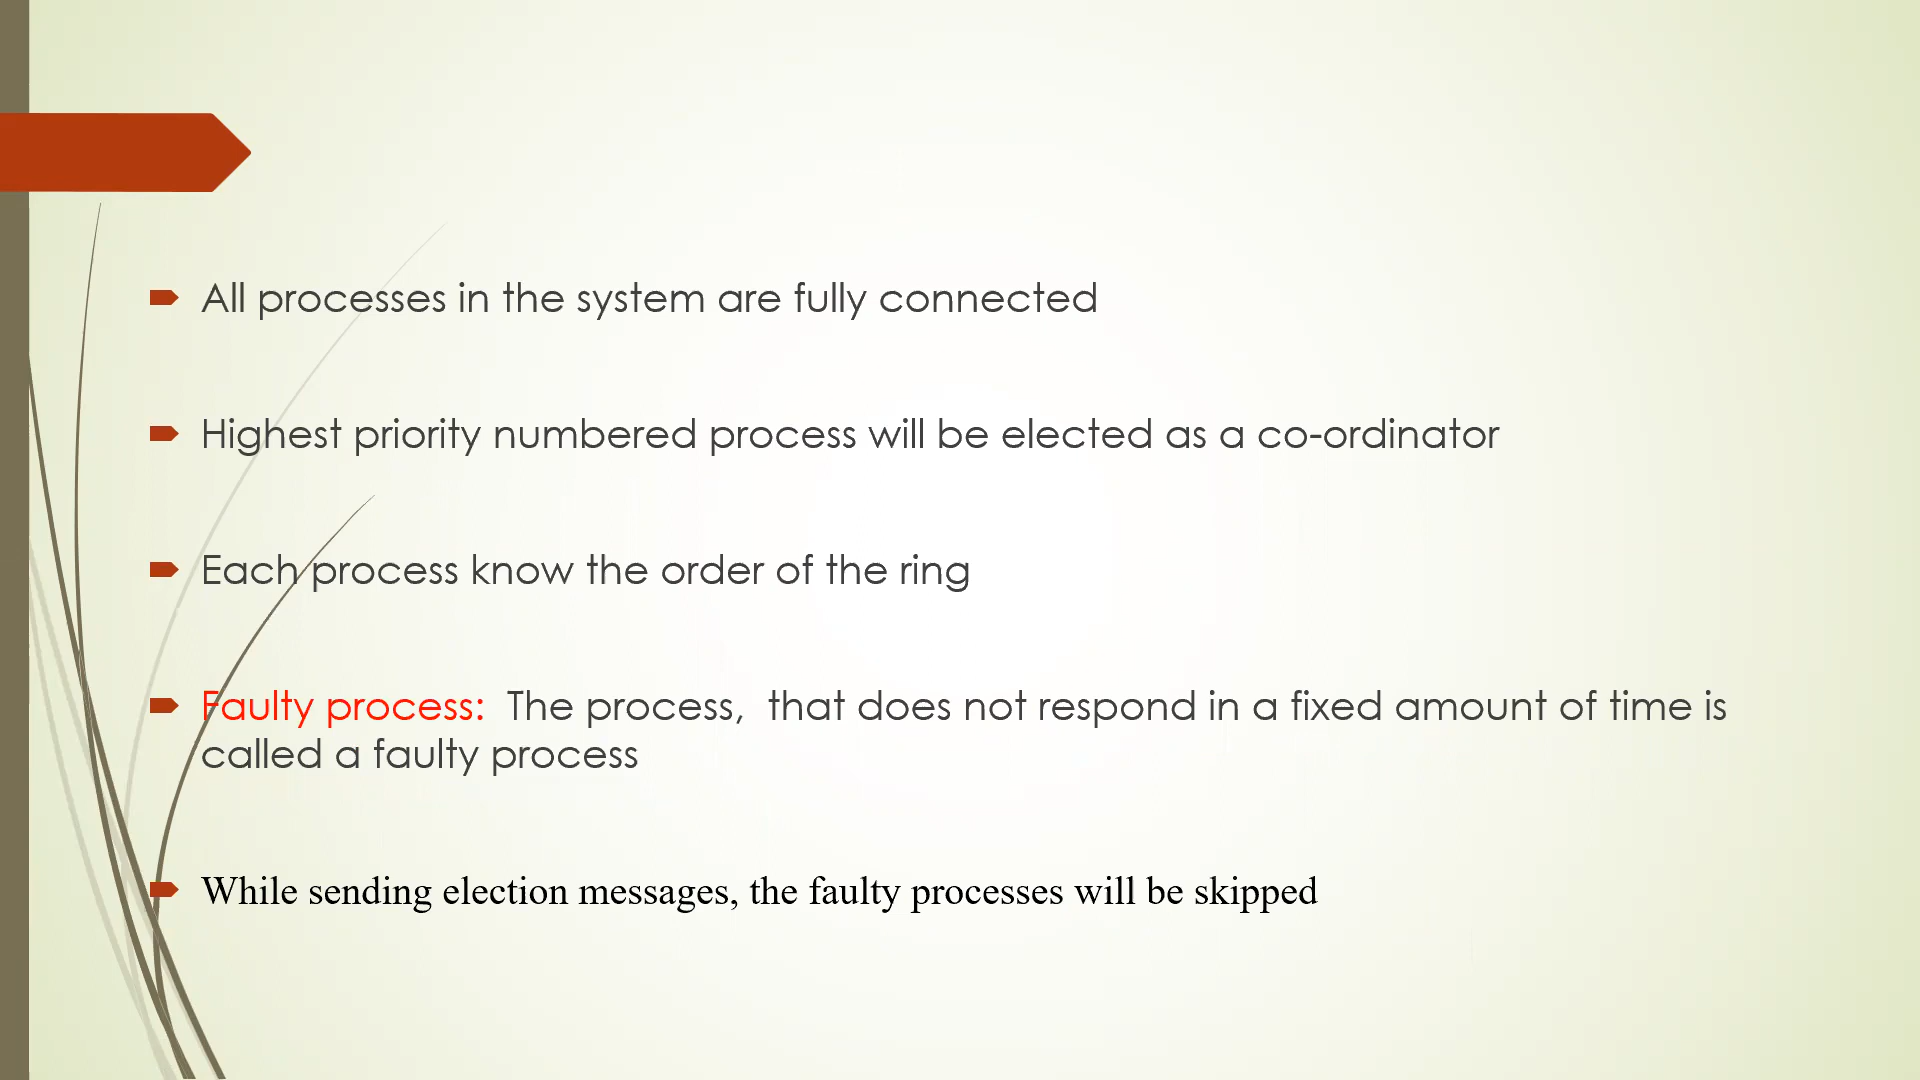 All processes in the system are fully connected
Highest priority numbered process will be elected as a co-ordinator
Each process know the order of the ring
Faulty process:  The process,  that does not respond in a fixed amount of time is
called a faulty process
While sending election messages, the faulty processes will be skipped